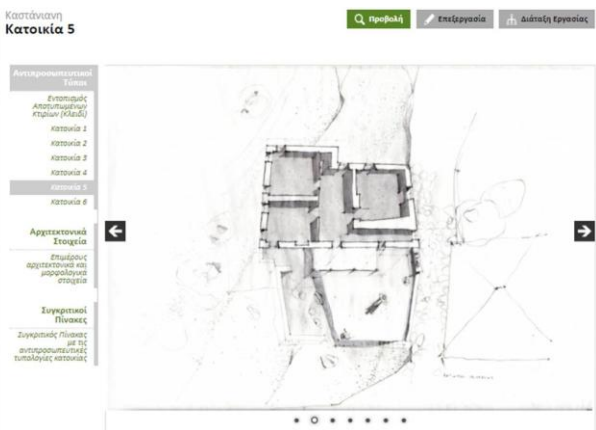 Καστάνιανη
Κατοικία 5
Προβολή
Επεξεργασία
Διάταξη Εργασίας
Αντιπροσωπευτικοί
Τύποι
Εντοπισμός
Αποτυπωμένων
Κτιρίων (Κλειδί)
Κατοικία 1
Κατοικία 2
Κατοικία 3
Κατοικία 4
Κατοικία 5
Κατοικία 6
Αρχιτεκτονικά
Στοιχεία
Επιμέρους
αρχιτεκτονικά και
μορφολογικά
στοιχεία
Συγκριτικοί
Πίνακες
Συγκριτικός Πίνακας
με τις
αντιπροσωπευτικές
τυπολογίες κατοικίας